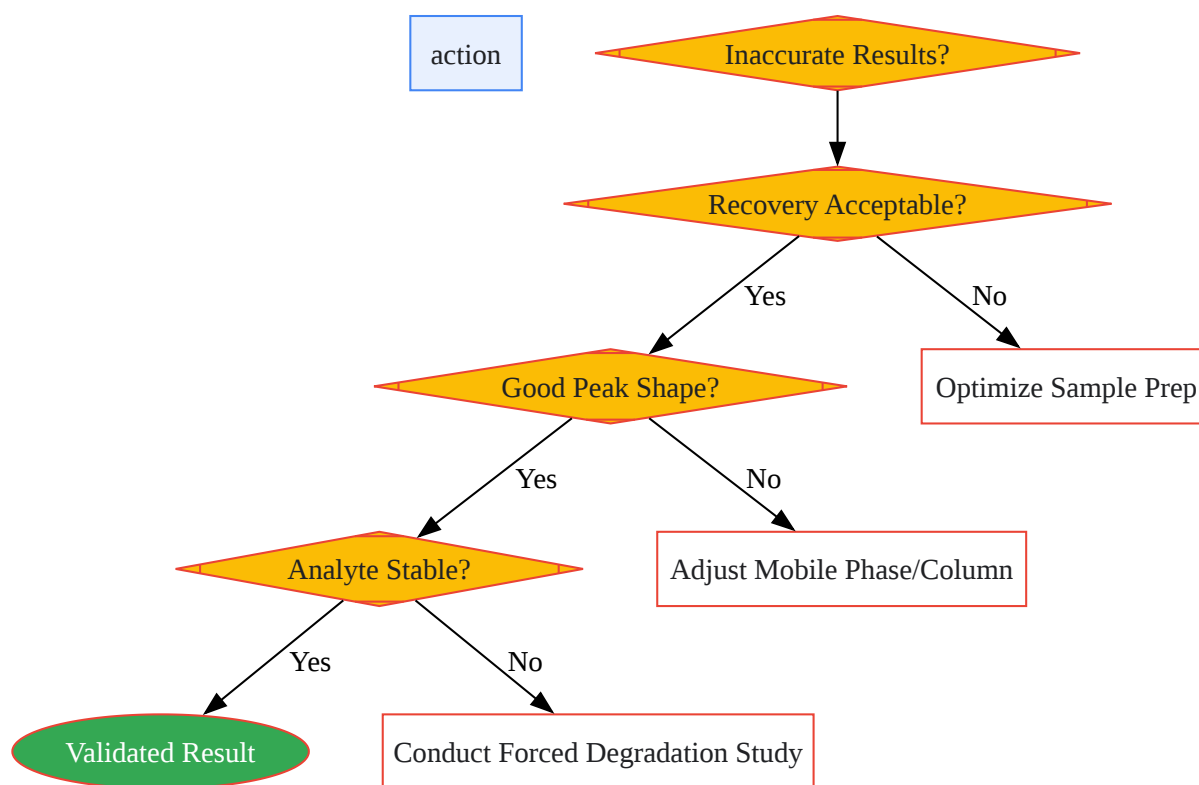 action
Inaccurate Results?
Recovery Acceptable?
Yes
No
Good Peak Shape?
Optimize Sample Prep
Yes
No
Analyte Stable?
Adjust Mobile Phase/Column
Yes
No
Validated Result
Conduct Forced Degradation Study